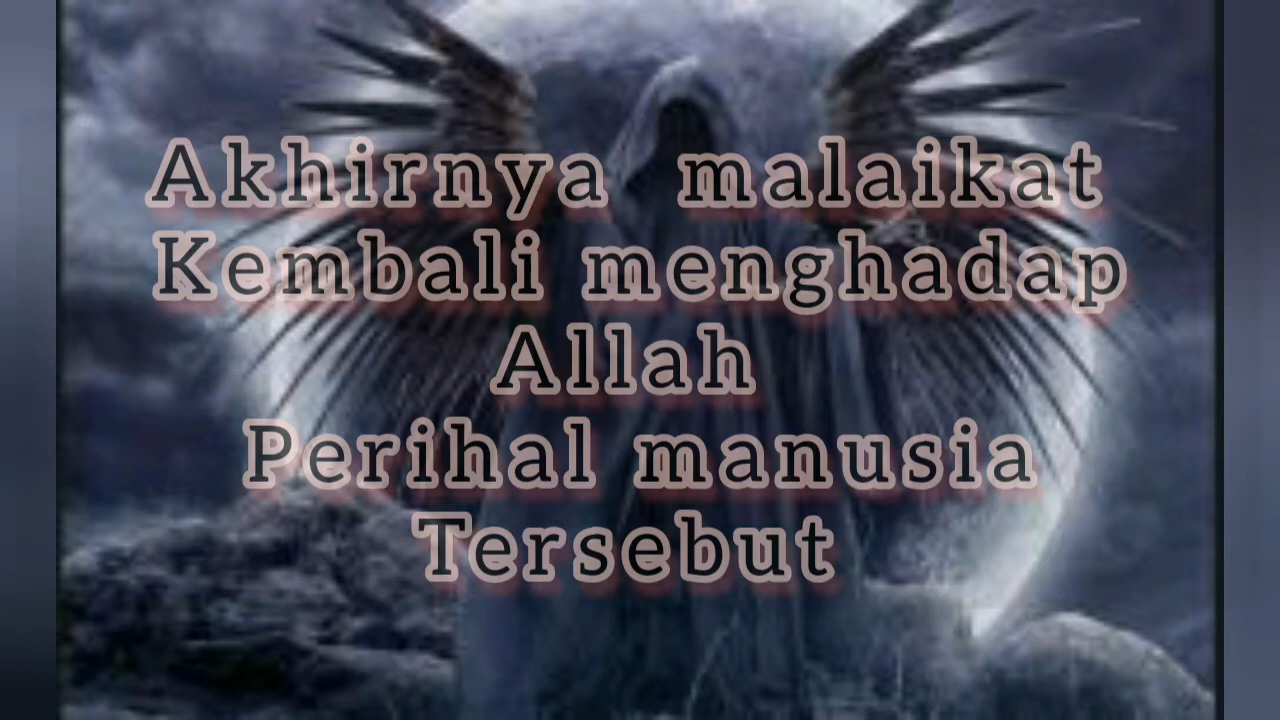 Akhirnya malaikat
Kembali menghadap
Allah
Perihal manusia
Tersebut